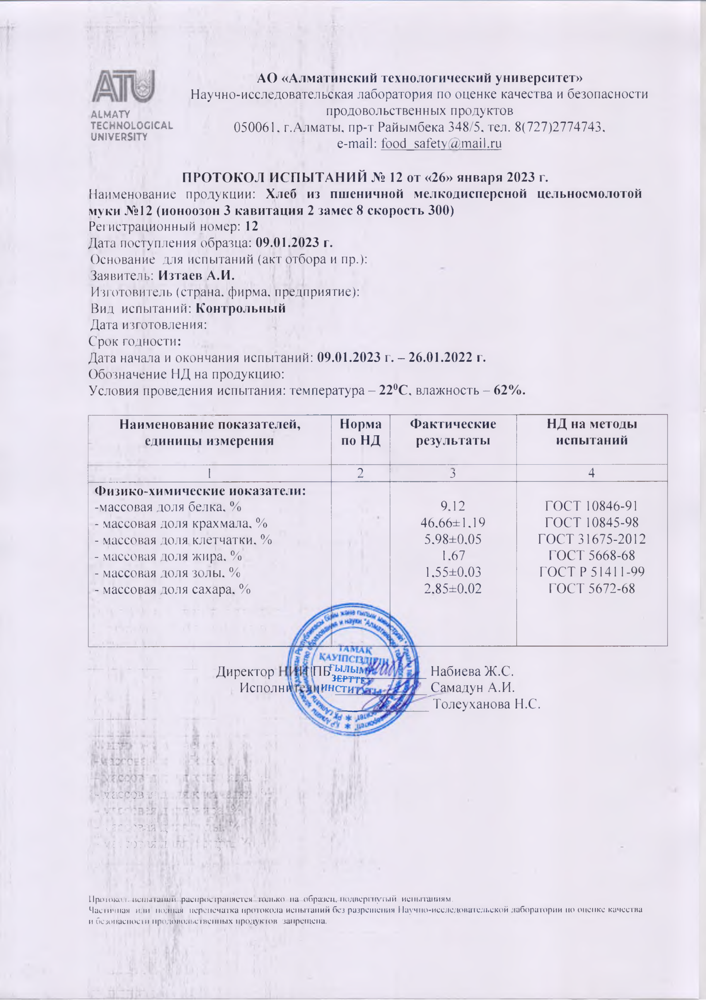 ATU
ALMATY
TECHNOLOGICAL
UNIVERSITY
АО «Алматинский технологический университет»
Научно-исследовательская лаборатория по оценке качества и безопасности
продовольственных продуктов
050061, г.Алматы, пр-т Райымбека 348/5, тел. 8(727)2774743,
e-mail: food_safety@mail.ru
ПРОТОКОЛ ИСПЫТАНИЙ № 12 от «26» января 2023 г.
Наименование продукции: Хлеб из пшеничной мелкодисперсной цельносмолотой
муки №12 (ионоозон 3 кавитация 2 замес 8 скорость 300)
Регистрационный номер: 12
Дата поступления образца: 09.01.2023 г.
Основание для испытаний (акт отбора и пр.):
Заявитель: Изтаев А.И.
Изготовитель (страна, фирма, предприятие):
Вид испытаний: Контрольный
Дата изготовления:
Срок годности:
Дата начала и окончания испытаний: 09.01.2023 г. – 26.01.2022 г.
Обозначение НД на продукцию:
Условия проведения испытания: температура – 22⁰С, влажность – 62%.
Наименование показателей, Норма Фактические НД на методы
единицы измерения по НД результаты испытаний
1 2 3 4
Физико-химические показатели:
-массовая доля белка, % 9,12 ГОСТ 10846-91
- массовая доля крахмала, % 46,66±1,19 ГОСТ 10845-98
- массовая доля клетчатки, % 5,98±0,05 ГОСТ 31675-2012
- массовая доля жира, % 1,67 ГОСТ 5668-68
- массовая доля золы, % 1,55±0,03 ГОСТ Р 51411-99
- массовая доля сахара, % 2,85±0,02 ГОСТ 5672-68
ТАМАҚ
ҚАУІПСІЗДІГІН
ҒЫЛЫМИ
ЗЕРТТЕУ
ИНСТИТУТЫ
Директор НИИ ПБ Набиева Ж.С.
Исполнители Самадун А.И.
Толеуханова Н.С.
Протокол испытаний распространяется только на образец, подвергнутый испытаниям.
Частичная или полная перепечатка протокола испытаний без разрешения Научно-исследовательской лаборатории по оценке качества
и безопасности продовольственных продуктов запрещена.